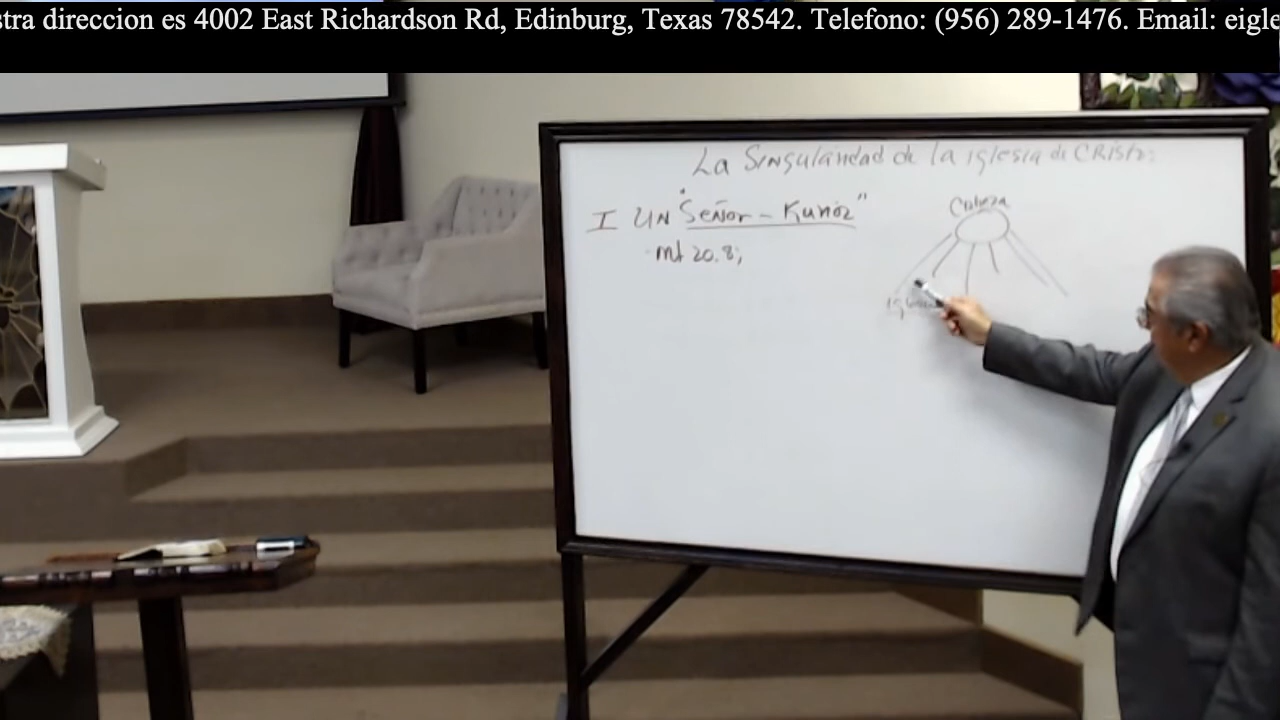 stra direccion es 4002 East Richardson Rd, Edinburg, Texas 78542. Telefono: (956) 289-1476. Email: eigle
La Singularidad de la iglesia de CRisto:
I UN "Señor - Kurioz"
Cabeza
· Mt 20.8;